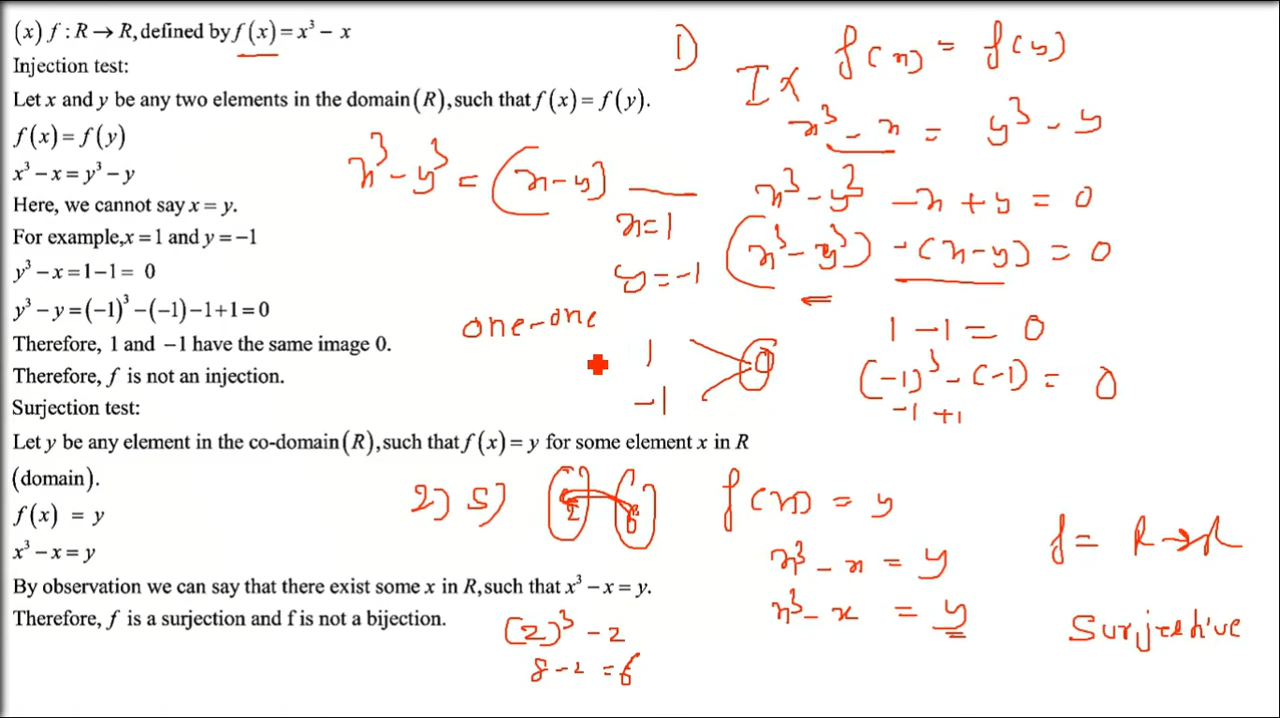 (x) f : R → R, defined by f(x) = x³ − x
Injection test:
Let x and y be any two elements in the domain (R), such that f(x) = f(y).
f(x) = f(y)
x³ − x = y³ − y
Here, we cannot say x = y.
For example, x = 1 and y = −1
y³ − x = 1 − 1 = 0
y³ − y = (−1)³ − (−1) − 1 + 1 = 0
Therefore, 1 and −1 have the same image 0.
Therefore, f is not an injection.
Surjection test:
Let y be any element in the co-domain (R), such that f(x) = y for some element x in R
(domain).
f(x) = y
x³ − x = y
By observation we can say that there exist some x in R, such that x³ − x = y.
Therefore, f is a surjection and f is not a bijection.
1)
I X
f(x) = f(y)
x³ − x = y³ − y
x³ − y³ = (x − y)
x³ − y³ − x + y = 0
x = 1
y = −1
(x³ − y³) − (x − y) = 0
one-one
1
−1
0
1 − 1 = 0
(−1)³ − (−1) = 0
−1 + 1
2) S)
2
6
f(x) = y
x³ − x = y
x³ − x = y
f = R → R
Surjective
(2)³ − 2
8 − 2 = 6